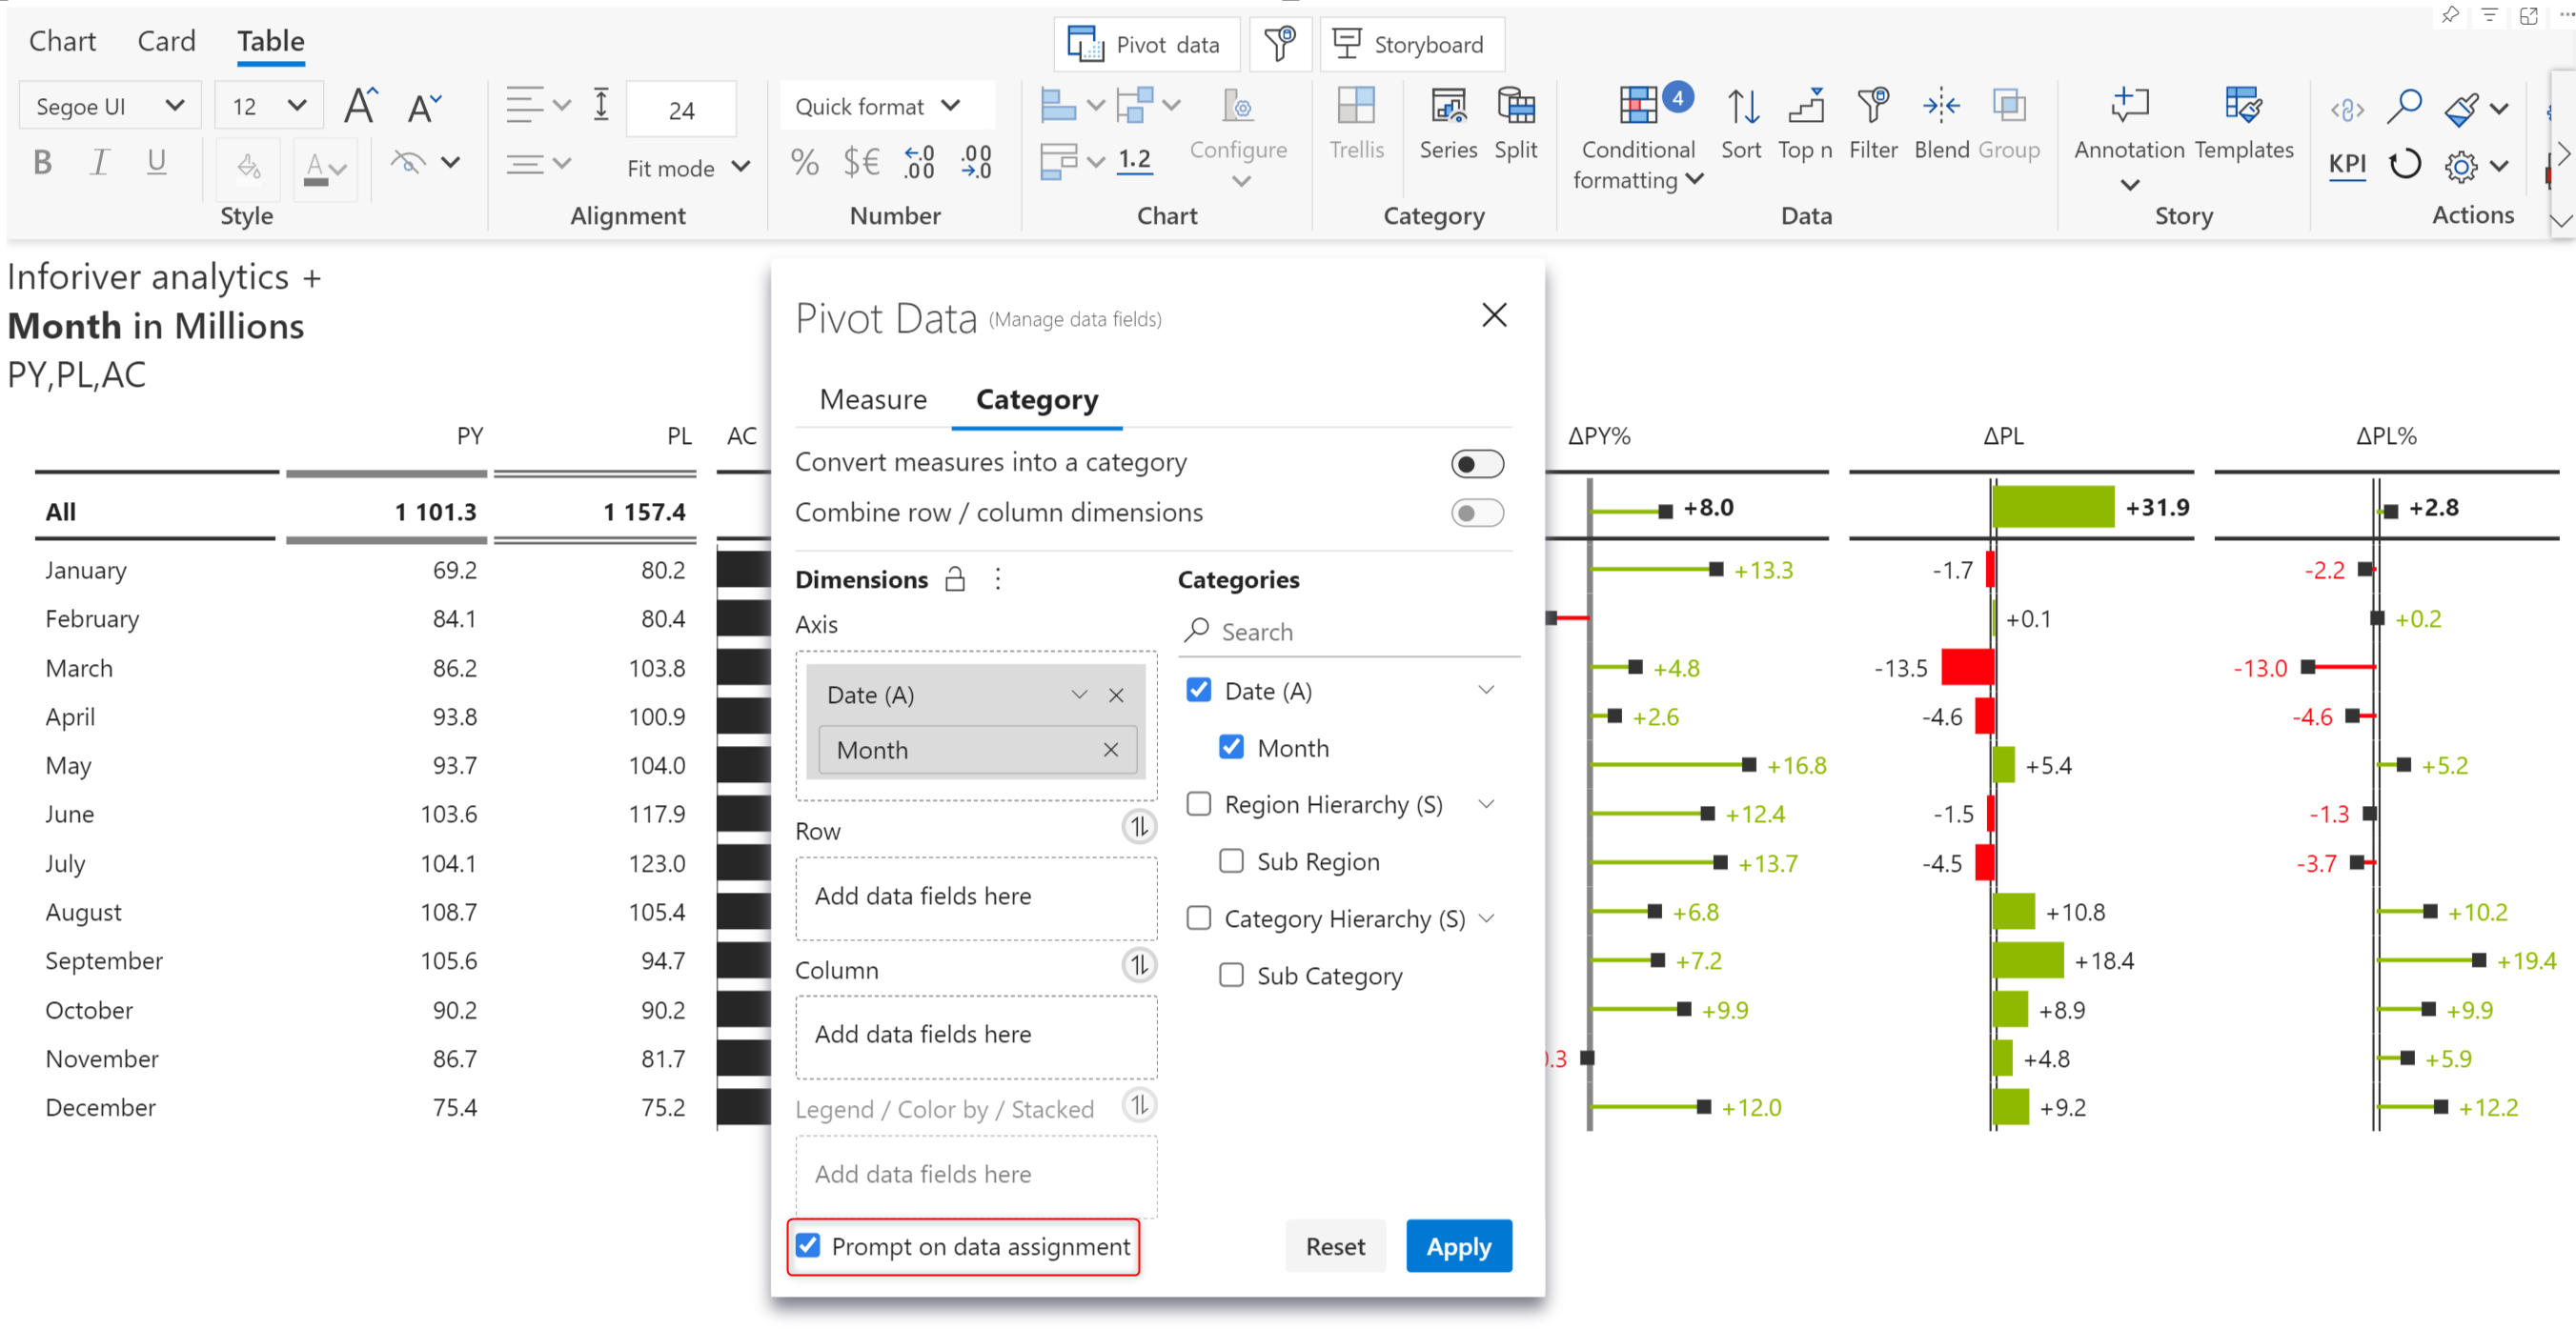 Chart Card Table
Pivot data Storyboard
Segoe UI 12 24 Quick format 4
Conditional formatting Sort Top n Filter Blend Group
Configure Trellis Series Split Annotation Templates
B I U A Fit mode % $€ .0 .00 .00 .0 1.2 KPI
Style Alignment Number Chart Category Data Story Actions
Inforiver analytics +
Month in Millions
PY,PL,AC
PY PL AC ΔPY% ΔPL ΔPL%
All 1 101.3 1 157.4 +8.0 +31.9 +2.8
January 69.2 80.2 +13.3 -1.7 -2.2
February 84.1 80.4 +0.1 +0.2
March 86.2 103.8 +4.8 -13.5 -13.0
April 93.8 100.9 +2.6 -4.6 -4.6
May 93.7 104.0 +16.8 +5.4 +5.2
June 103.6 117.9 +12.4 -1.5 -1.3
July 104.1 123.0 +13.7 -4.5 -3.7
August 108.7 105.4 +6.8 +10.8 +10.2
September 105.6 94.7 +7.2 +18.4 +19.4
October 90.2 90.2 +9.9 +8.9 +9.9
November 86.7 81.7 .3 +4.8 +5.9
December 75.4 75.2 +12.0 +9.2 +12.2
Pivot Data (Manage data fields)
Measure Category
Convert measures into a category
Combine row / column dimensions
Dimensions
Axis
Date (A)
Month
Row
Add data fields here
Column
Add data fields here
Legend / Color by / Stacked
Add data fields here
Categories
Search
Date (A)
Month
Region Hierarchy (S)
Sub Region
Category Hierarchy (S)
Sub Category
Prompt on data assignment Reset Apply